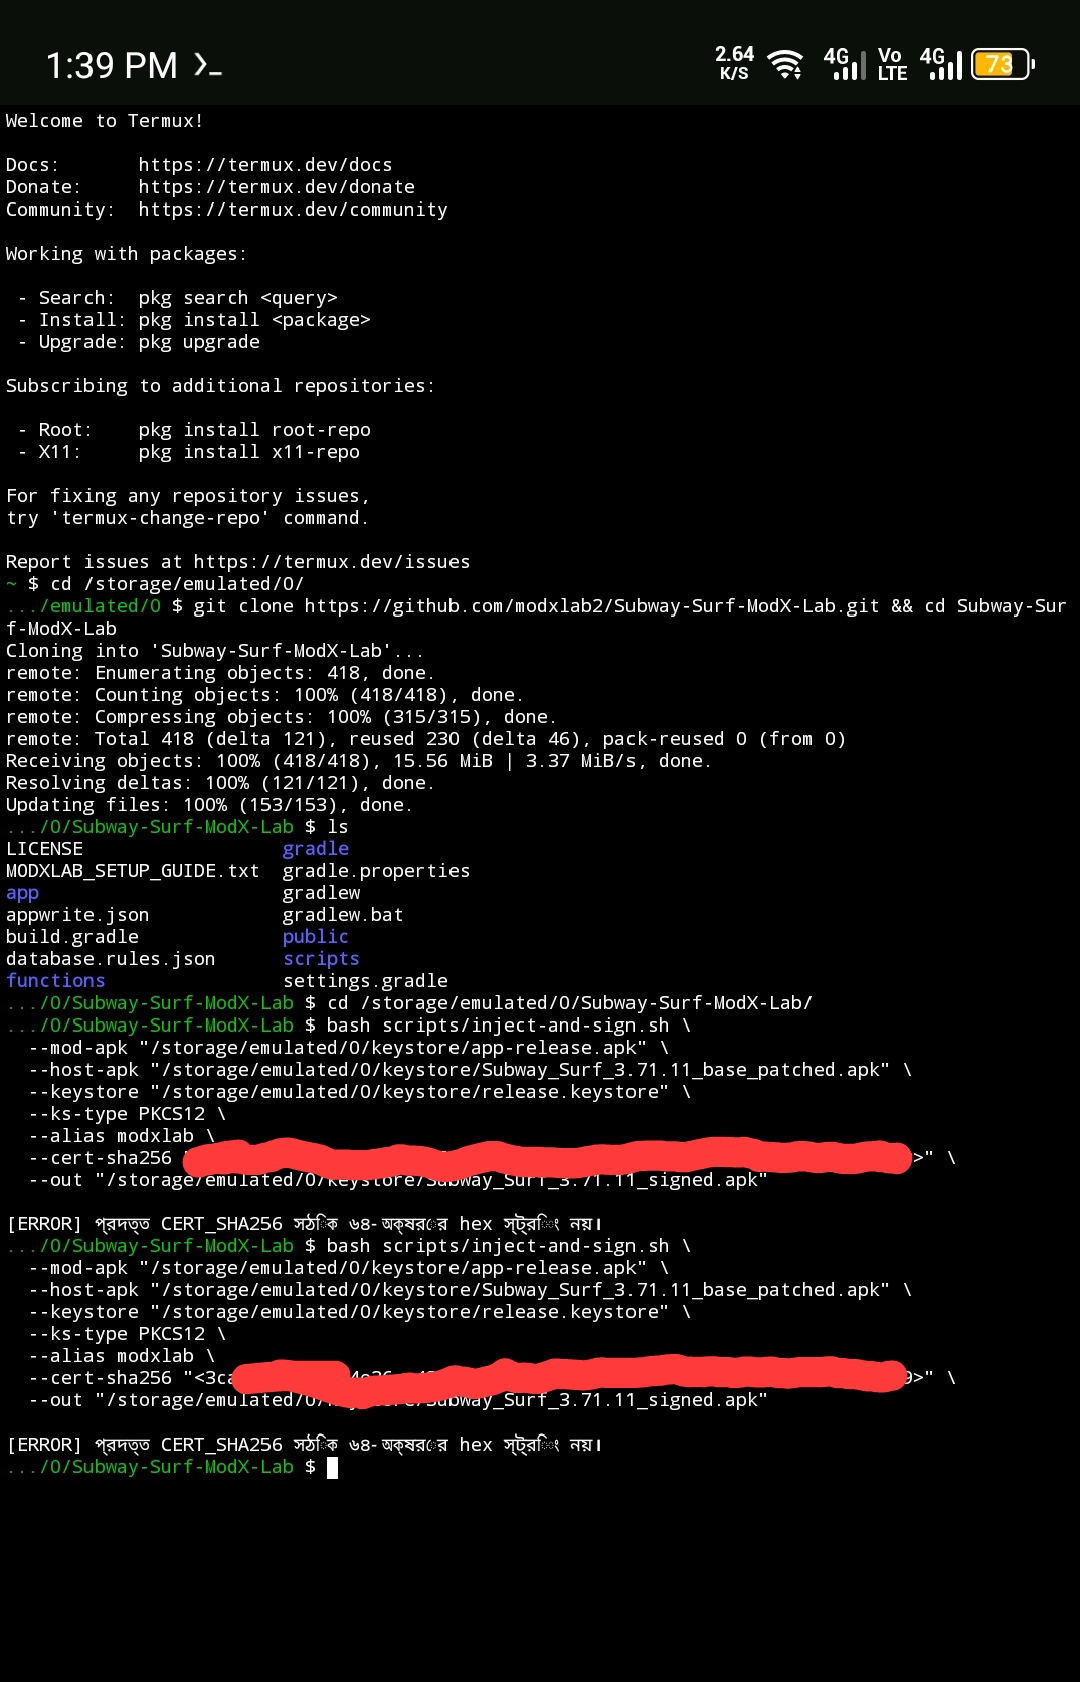 1:39 PM
2.64 K/S 4G Vo LTE 4G 73
Welcome to Termux!
Docs:       https://termux.dev/docs
Donate:     https://termux.dev/donate
Community:  https://termux.dev/community
Working with packages:
- Search:  pkg search <query>
- Install: pkg install <package>
- Upgrade: pkg upgrade
Subscribing to additional repositories:
- Root:    pkg install root-repo
- X11:     pkg install x11-repo
For fixing any repository issues,
try 'termux-change-repo' command.
Report issues at https://termux.dev/issues
~ $ cd /storage/emulated/0/
.../emulated/0 $ git clone https://github.com/modxlab2/Subway-Surf-ModX-Lab.git && cd Subway-Sur
f-ModX-Lab
Cloning into 'Subway-Surf-ModX-Lab'...
remote: Enumerating objects: 418, done.
remote: Counting objects: 100% (418/418), done.
remote: Compressing objects: 100% (315/315), done.
remote: Total 418 (delta 121), reused 230 (delta 46), pack-reused 0 (from 0)
Receiving objects: 100% (418/418), 15.56 MiB | 3.37 MiB/s, done.
Resolving deltas: 100% (121/121), done.
Updating files: 100% (153/153), done.
.../0/Subway-Surf-ModX-Lab $ ls
LICENSE                  gradle
MODXLAB_SETUP_GUIDE.txt  gradle.properties
app                      gradlew
appwrite.json            gradlew.bat
build.gradle             public
database.rules.json      scripts
functions                settings.gradle
.../0/Subway-Surf-ModX-Lab $ cd /storage/emulated/0/Subway-Surf-ModX-Lab/
.../0/Subway-Surf-ModX-Lab $ bash scripts/inject-and-sign.sh \
--mod-apk "/storage/emulated/0/keystore/app-release.apk" \
--host-apk "/storage/emulated/0/keystore/Subway_Surf_3.71.11_base_patched.apk" \
--keystore "/storage/emulated/0/keystore/release.keystore" \
--ks-type PKCS12 \
--alias modxlab \
--cert-sha256 >" \
--out "/storage/emulated/0/keystore/Subway_Surf_3.71.11_signed.apk"
[ERROR] প্রদত্ত CERT_SHA256 সঠিক ৬৪-অক্ষরের hex স্ট্রিং নয়।
.../0/Subway-Surf-ModX-Lab $ bash scripts/inject-and-sign.sh \
--mod-apk "/storage/emulated/0/keystore/app-release.apk" \
--host-apk "/storage/emulated/0/keystore/Subway_Surf_3.71.11_base_patched.apk" \
--keystore "/storage/emulated/0/keystore/release.keystore" \
--ks-type PKCS12 \
--alias modxlab \
--cert-sha256 "<3ca >" \
--out "/storage/emulated/0/ Subway_Surf_3.71.11_signed.apk"
[ERROR] প্রদত্ত CERT_SHA256 সঠিক ৬৪-অক্ষরের hex স্ট্রিং নয়।
.../0/Subway-Surf-ModX-Lab $